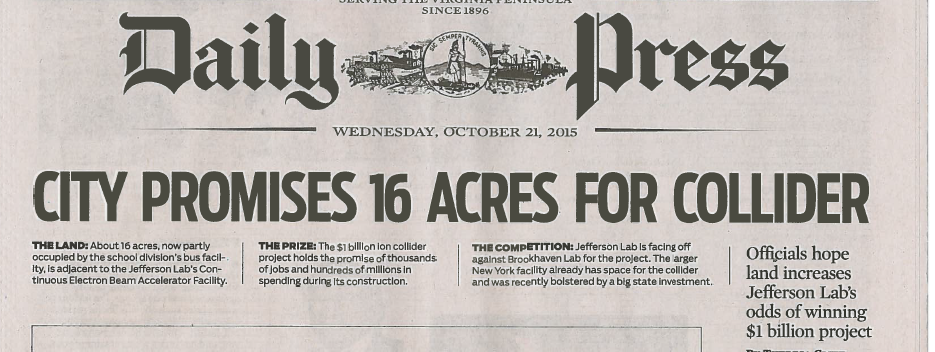 SERVING THE VIRGINIA PENINSULA
SINCE 1896
Daily Press
SIC SEMPER TYRANNIS
WEDNESDAY, OCTOBER 21, 2015
CITY PROMISES 16 ACRES FOR COLLIDER
THE LAND: About 16 acres, now partly
occupied by the school division's bus facil-
ity, is adjacent to the Jefferson Lab's Con-
tinuous Electron Beam Accelerator Facility.
THE PRIZE: The $1 billion ion collider
project holds the promise of thousands
of jobs and hundreds of millions in
spending during its construction.
THE COMPETITION: Jefferson Lab is facing off
against Brookhaven Lab for the project. The larger
New York facility already has space for the collider
and was recently bolstered by a big state investment.
Officials hope
land increases
Jefferson Lab's
odds of winning
$1 billion project